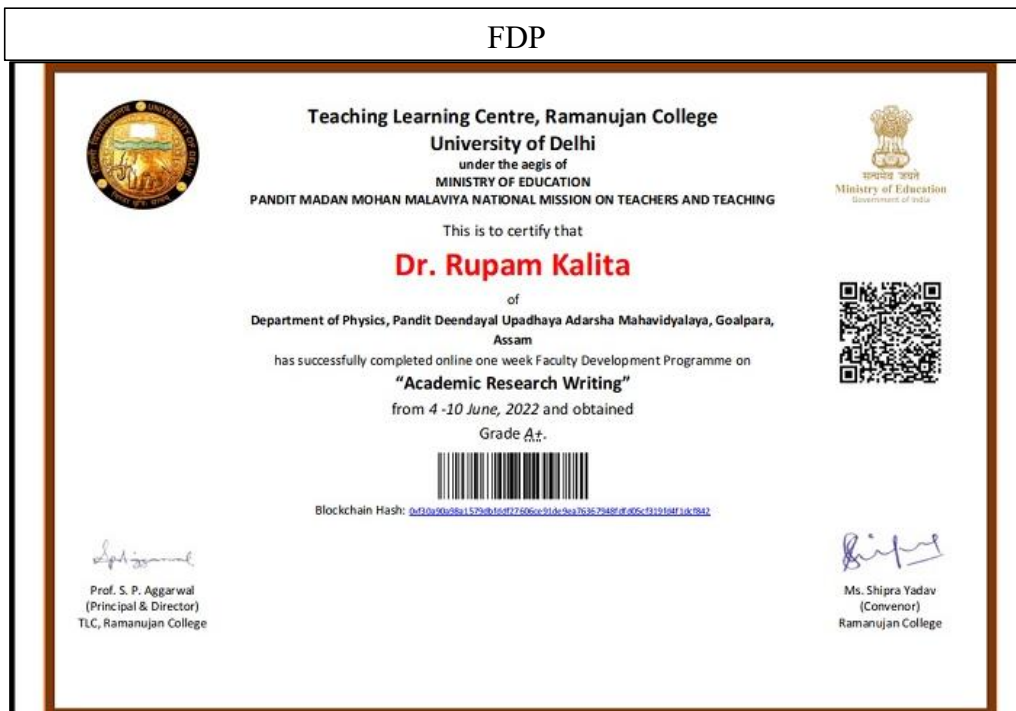 FDP
Teaching Learning Centre, Ramanujan College
University of Delhi
under the aegis of
MINISTRY OF EDUCATION
PANDIT MADAN MOHAN MALAVIYA NATIONAL MISSION ON TEACHERS AND TEACHING
सत्यमेव जयते
Ministry of Education
Government of India
This is to certify that
Dr. Rupam Kalita
of
Department of Physics, Pandit Deendayal Upadhaya Adarsha Mahavidyalaya, Goalpara,
Assam
has successfully completed online one week Faculty Development Programme on
“Academic Research Writing”
from 4 -10 June, 2022 and obtained
Grade A+.
Blockchain Hash:
Prof. S. P. Aggarwal
(Principal & Director)
TLC, Ramanujan College
Ms. Shipra Yadav
(Convenor)
Ramanujan College